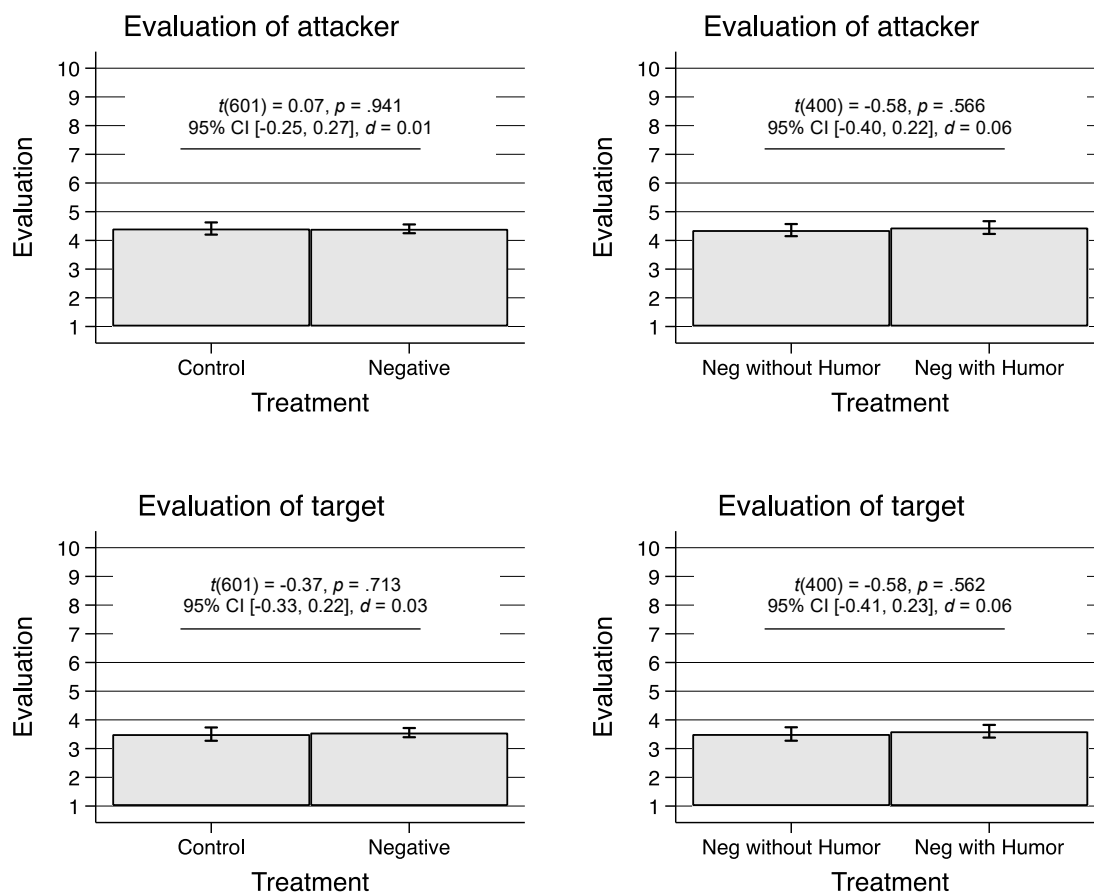 Evaluation of attacker
10
9
8
7
6
5
4
3
2
1
Evaluation
t(601) = 0.07, p = .941
95% CI [-0.25, 0.27], d = 0.01
Control
Negative
Treatment
Evaluation of attacker
10
9
8
7
6
5
4
3
2
1
Evaluation
t(400) = -0.58, p = .566
95% CI [-0.40, 0.22], d = 0.06
Neg without Humor
Neg with Humor
Treatment
Evaluation of target
10
9
8
7
6
5
4
3
2
1
Evaluation
t(601) = -0.37, p = .713
95% CI [-0.33, 0.22], d = 0.03
Control
Negative
Treatment
Evaluation of target
10
9
8
7
6
5
4
3
2
1
Evaluation
t(400) = -0.58, p = .562
95% CI [-0.41, 0.23], d = 0.06
Neg without Humor
Neg with Humor
Treatment